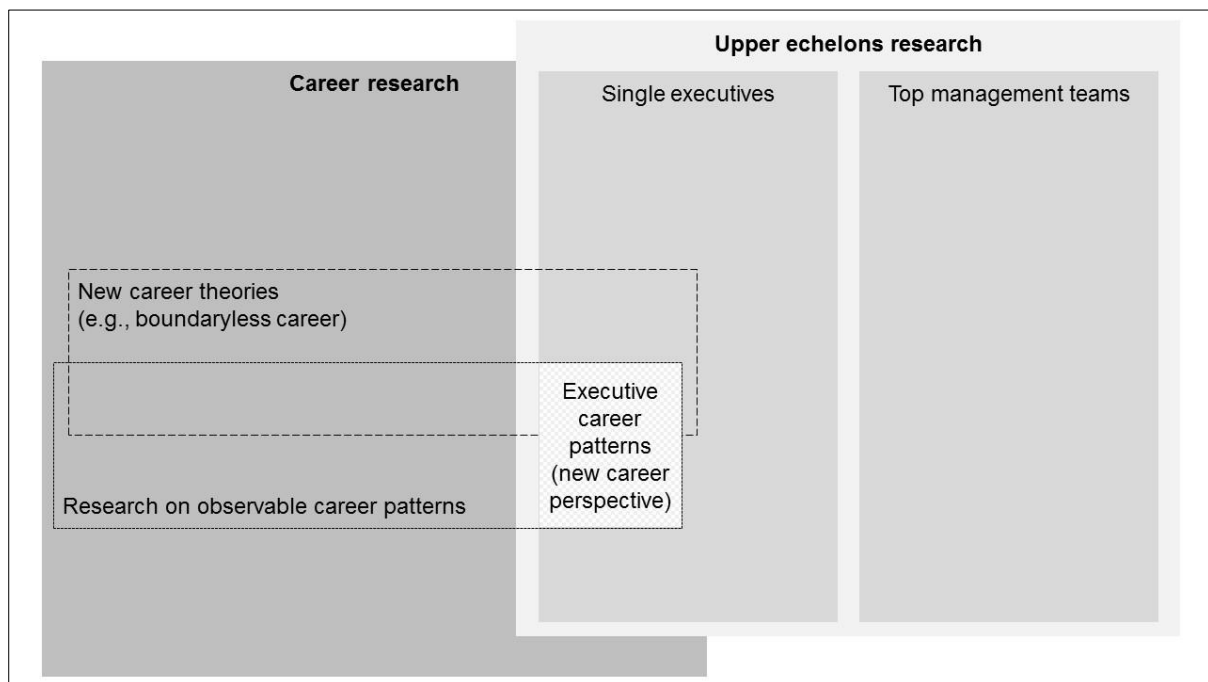 Upper echelons research
Career research
Single executives
Top management teams
New career theories
(e.g., boundaryless career)
Executive
career
patterns
(new career
perspective)
Research on observable career patterns